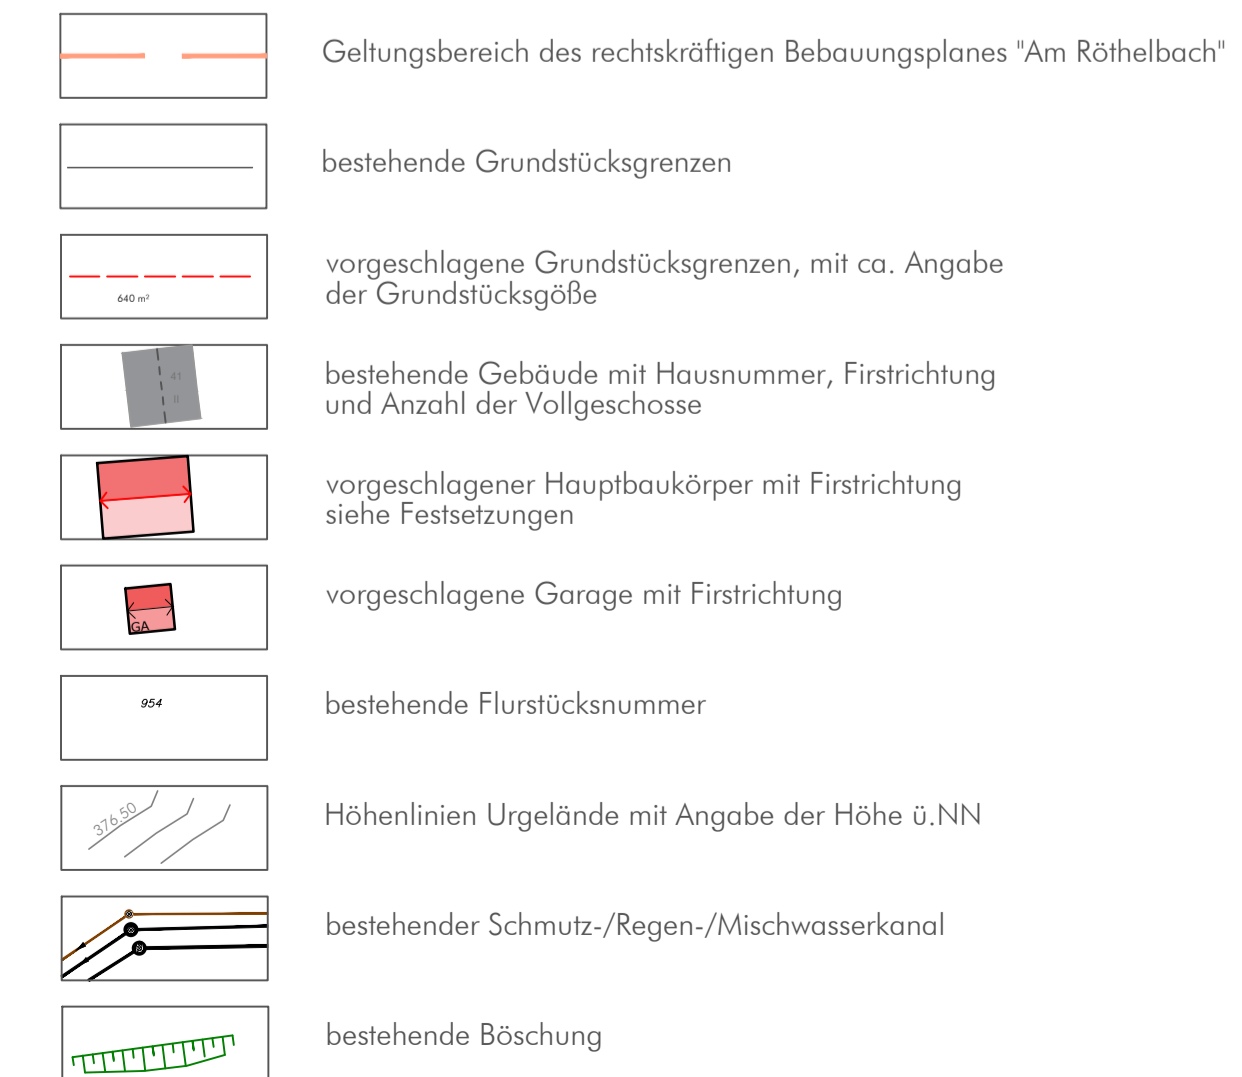 Geltungsbereich des rechtskräftigen Bebauungsplanes "Am Röthelbach"
bestehende Grundstücksgrenzen
vorgeschlagene Grundstücksgrenzen, mit ca. Angabe
der Grundstücksgöße
640 m²
bestehende Gebäude mit Hausnummer, Firstrichtung
und Anzahl der Vollgeschosse
41
II
vorgeschlagener Hauptbaukörper mit Firstrichtung
siehe Festsetzungen
vorgeschlagene Garage mit Firstrichtung
GA
bestehende Flurstücksnummer
954
Höhenlinien Urgelände mit Angabe der Höhe ü.NN
376.50
bestehender Schmutz-/Regen-/Mischwasserkanal
bestehende Böschung